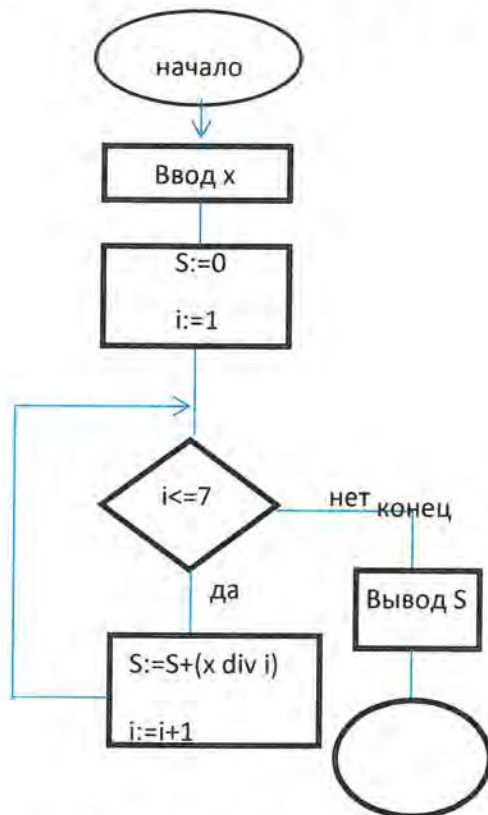 начало
Ввод x
S:=0
i:=1
i<=7
нет конец
да
Вывод S
S:=S+(x div i)
i:=i+1